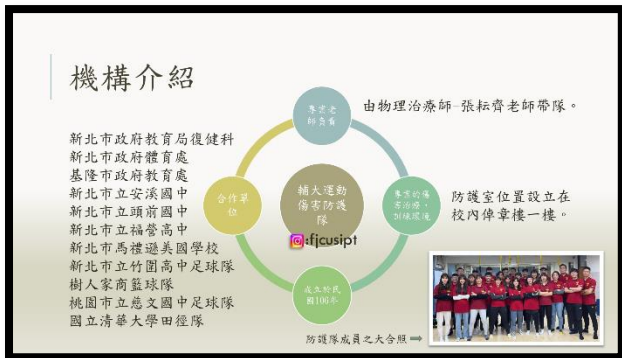 機構介紹
新北市政府教育局復健科
新北市政府體育處
基隆市政府教育處
新北市立安溪國中
新北市立頭前國中
新北市立福營高中
新北市馬禮遜美國學校
新北市立竹圍高中足球隊
樹人家商籃球隊
桃園市立慈文國中足球隊
國立清華大學田徑隊
合作單
位
專業老
師
由物理治療師-張耘齊老師帶隊。
輔大運動
傷害防護
隊
:fjcusipt
專業的傷
害治療、
訓練環境
防護室位置設立在
校內倬章樓一樓。
成立於民
國100年
防護隊成員之大合照